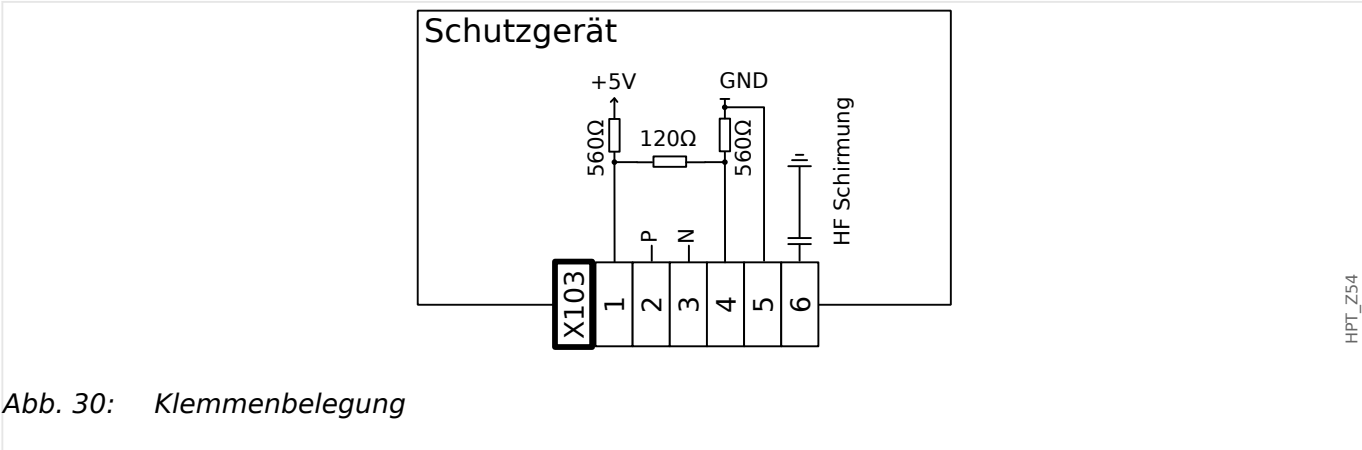 Schutzgerät
+5V
GND
560Ω
120Ω
560Ω
HF Schirmung
P
N
X103
1
2
3
4
5
6
HPT_Z54
Abb. 30: Klemmenbelegung